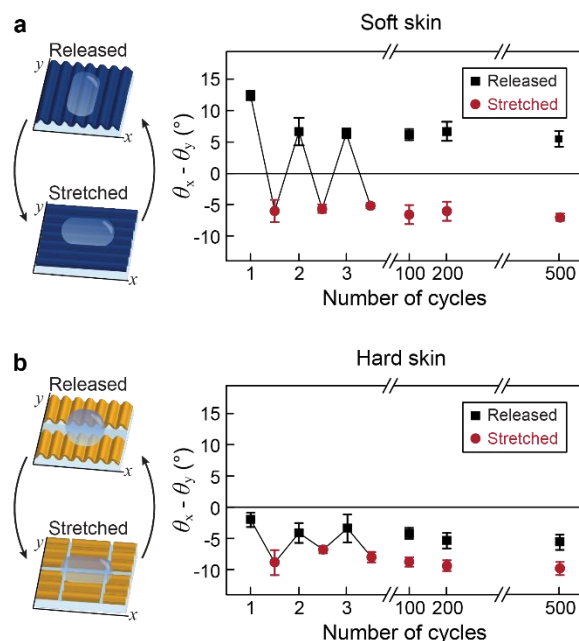 a
Soft skin
Released
y
x
Stretched
y
x
θx - θy (°)
15
10
5
0
-5
-10
■ Released
● Stretched
1 2 3 100 200 500
Number of cycles
b
Hard skin
Released
y
x
Stretched
y
x
θx - θy (°)
15
10
5
0
-5
-10
■ Released
● Stretched
1 2 3 100 200 500
Number of cycles